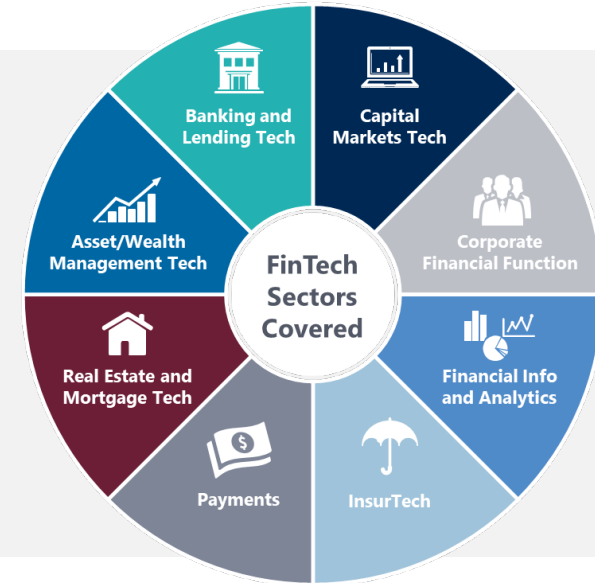 Banking and
Lending Tech
Capital
Markets Tech
Asset/Wealth
Management Tech
Corporate
Financial Function
FinTech
Sectors
Covered
Real Estate and
Mortgage Tech
Financial Info
and Analytics
$
Payments
InsurTech